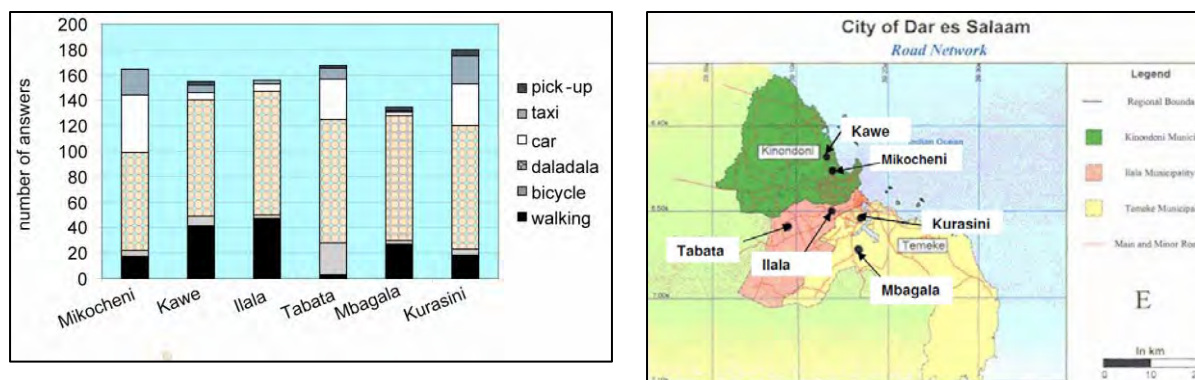 200
180
160
140
120
100
80
60
40
20
0
number of answers
Mikocheni
Kawe
Ilala
Tabata
Mbagala
Kurasini
pick-up
taxi
car
daladala
bicycle
walking
City of Dar es Salaam
Road Network
Legend
Regional Bounda
Kinondoni Munici
Ilala Municipality
Temeke Municipa
Main and Minor Ro
Kawe
Kinondoni
Indian Ocean
Mikocheni
Kurasini
Tabata
Temeke
Ilala
Mbagala
E
In km
0 10 2